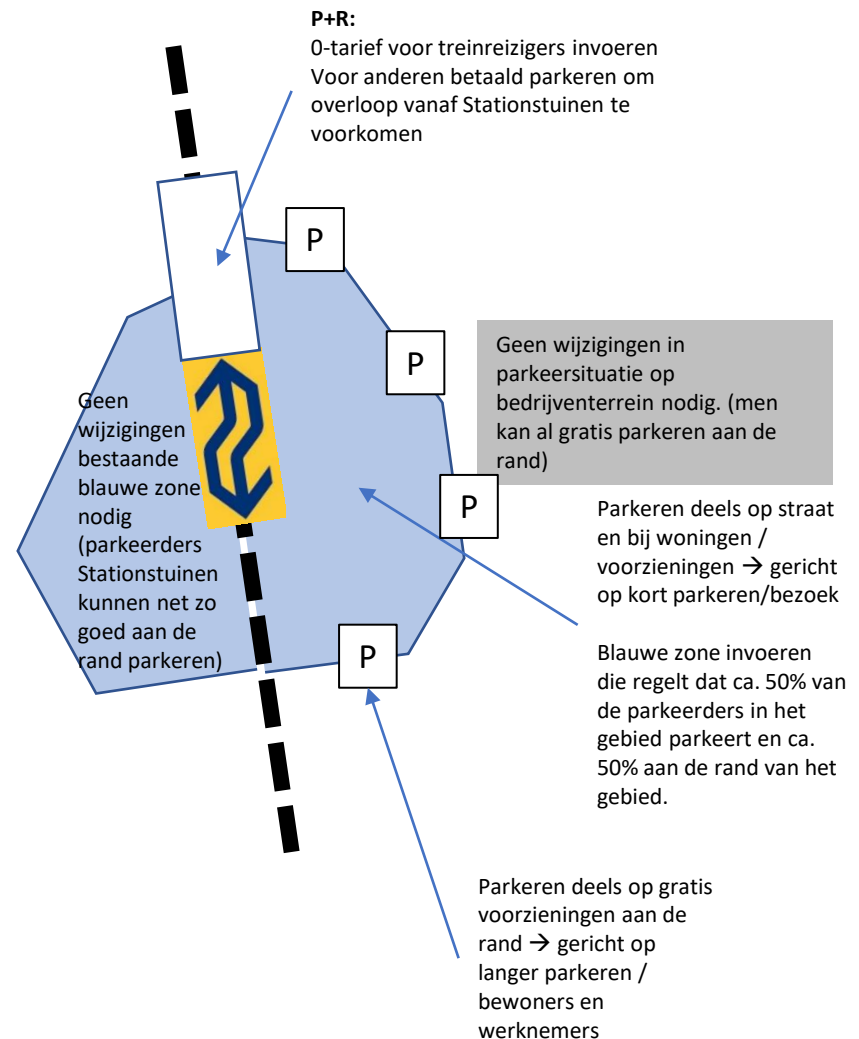 P+R:
0-tarief voor treinreizigers invoeren
Voor anderen betaald parkeren om
overloop vanaf Stationstuinen te
voorkomen
P
P
Geen wijzigingen in
parkeersituatie op
bedrijventerrein nodig. (men
kan al gratis parkeren aan de
rand)
Geen
wijzigingen
bestaande
blauwe zone
nodig
(parkeerders
Stationstuinen
kunnen net zo
goed aan de
rand parkeren)
P
Parkeren deels op straat
en bij woningen /
voorzieningen → gericht
op kort parkeren/bezoek
P
Blauwe zone invoeren
die regelt dat ca. 50% van
de parkeerders in het
gebied parkeert en ca.
50% aan de rand van het
gebied.
Parkeren deels op gratis
voorzieningen aan de
rand → gericht op
langer parkeren /
bewoners en
werknemers